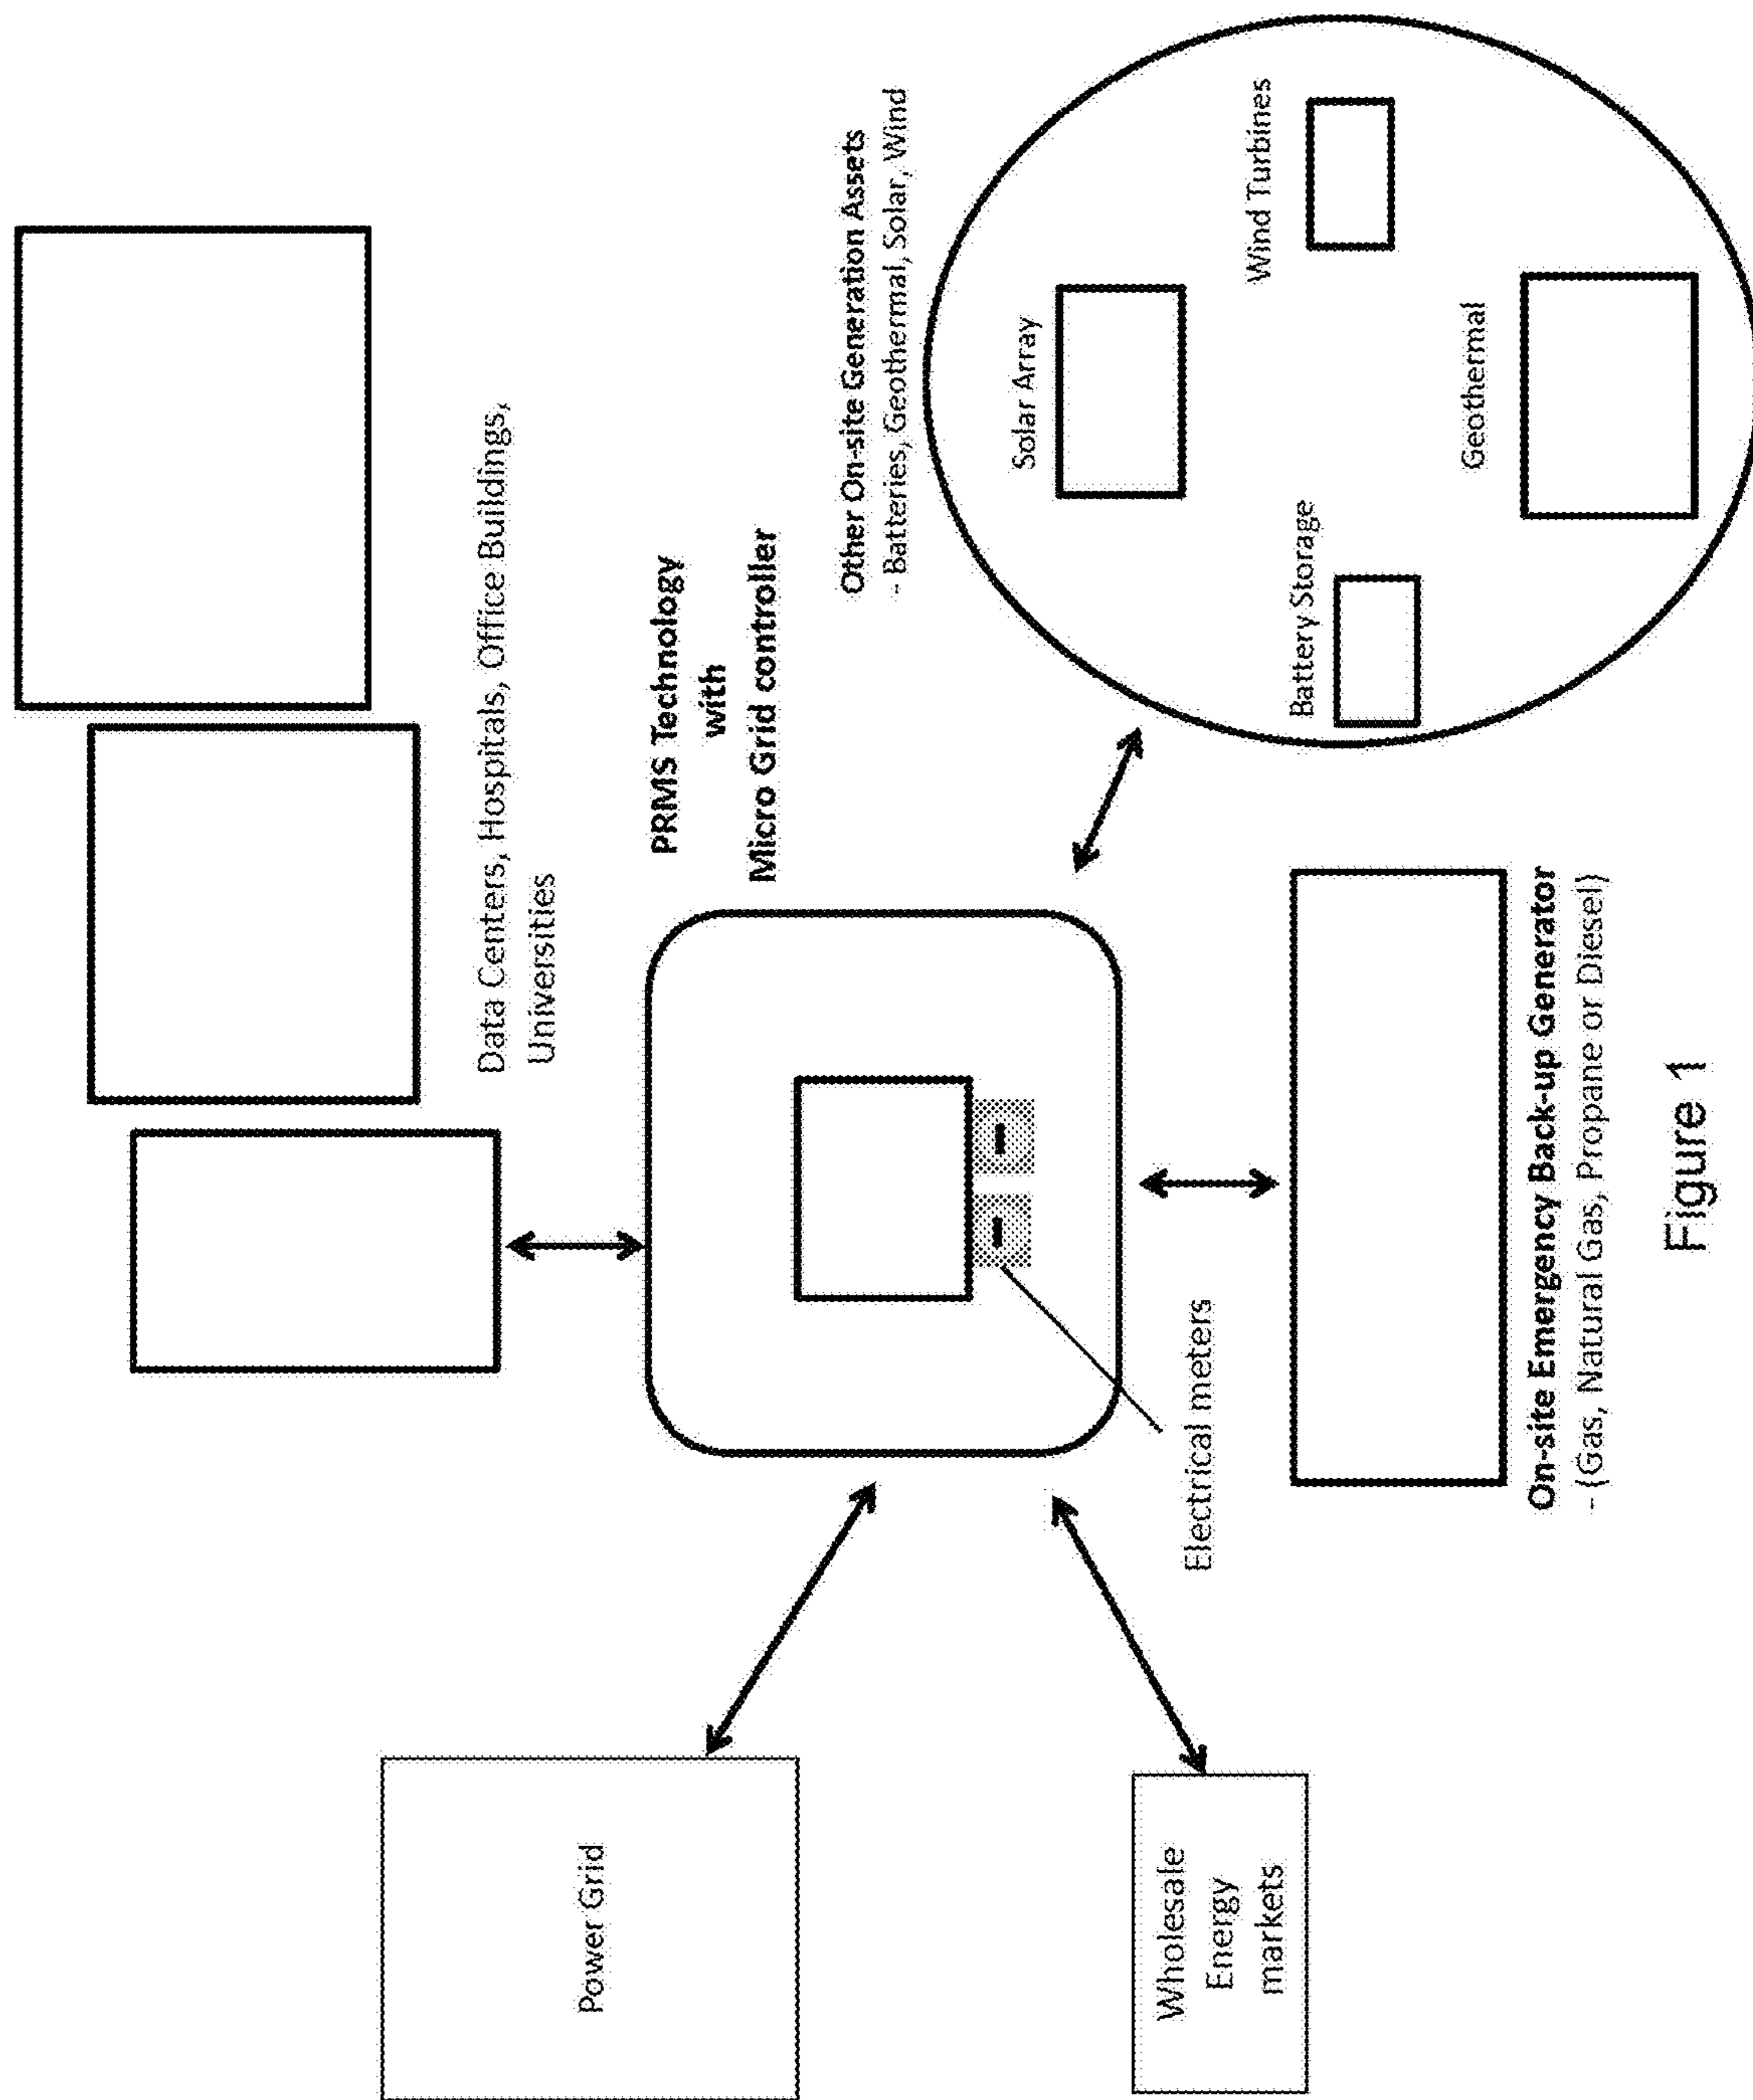 Data Centers, Hospitals, Office Buildings,
Universities
PRMS Technology
with
Micro Grid controller
Power Grid
Other On-site Generation Assets
- Batteries, Geothermal, Solar, Wind
Solar Array
Wind Turbines
Battery Storage
Geothermal
Electrical meters
Wholesale
Energy
markets
On-site Emergency Back-up Generator
- (Gas, Natural Gas, Propane or Diesel)
Figure 1